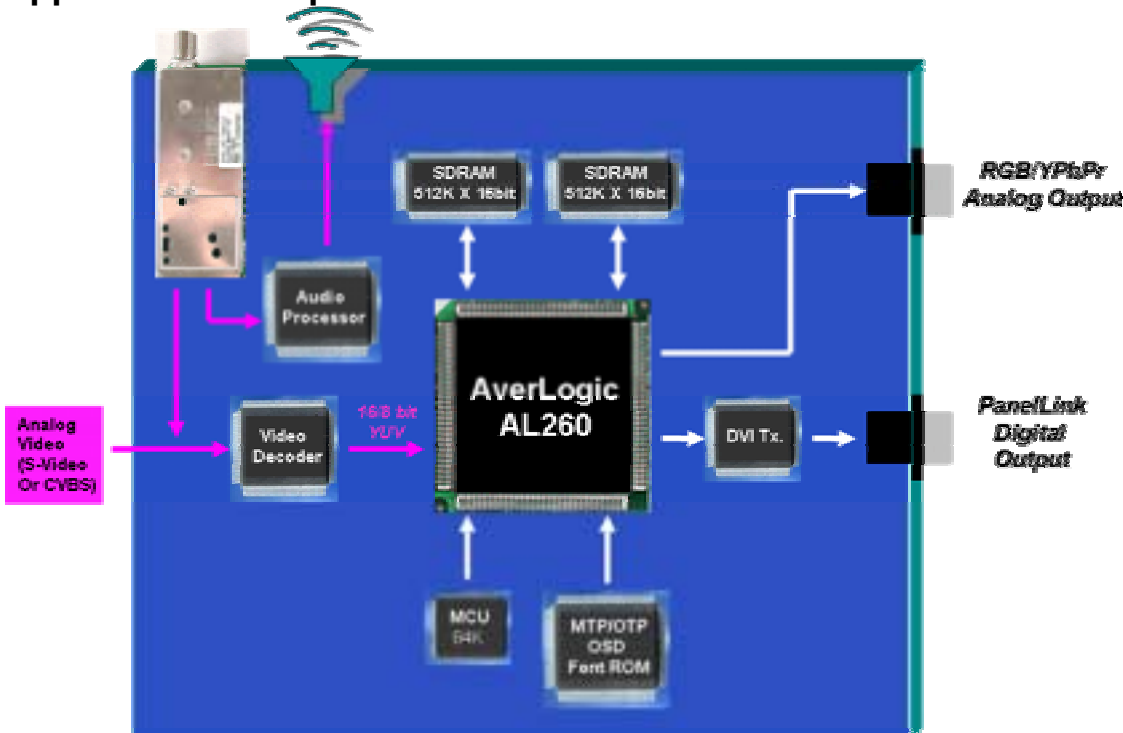 SDRAM
512K X 16bit
SDRAM
512K X 16bit
RGB/YPbPr
Analog Output
Audio
Processor
AverLogic
AL260
Analog
Video
(S-Video
Or CVBS)
Video
Decoder
16/8 bit
YUV
DVI Tx.
PanelLink
Digital
Output
MCU
64K
MTP/OTP
OSD
Font ROM